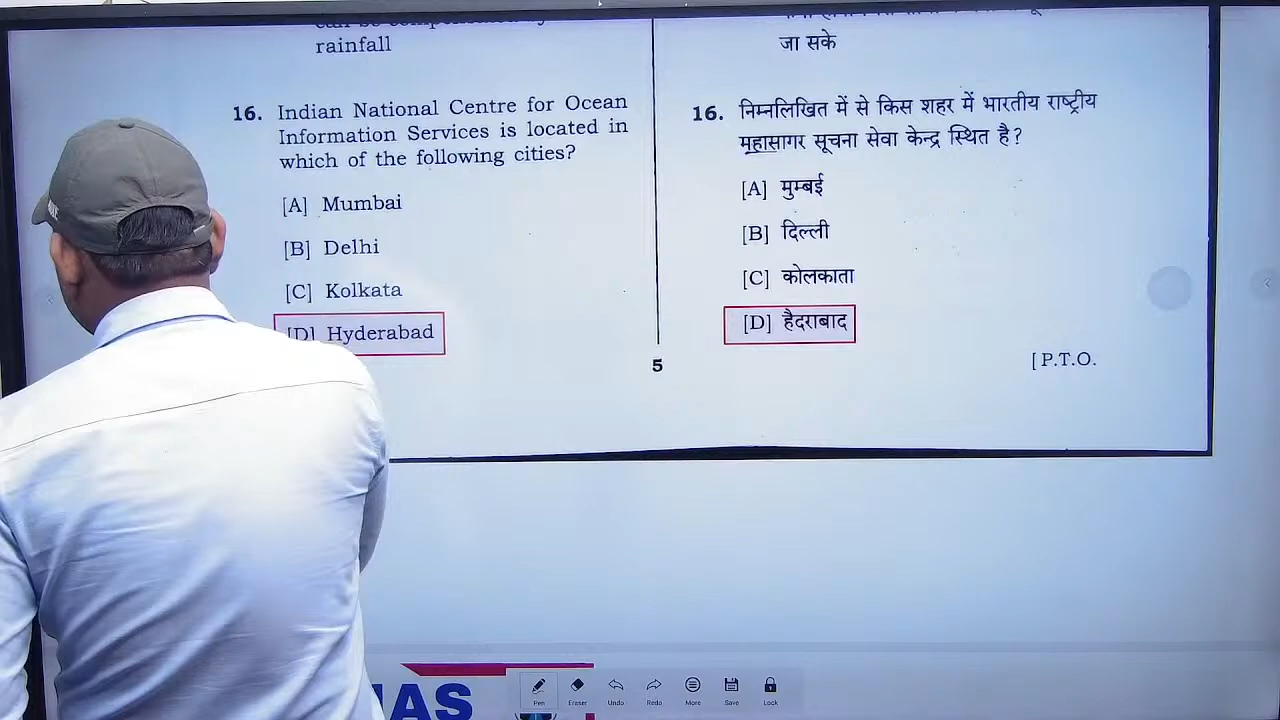 rainfall
16. Indian National Centre for Ocean
Information Services is located in
which of the following cities?
[A] Mumbai
[B] Delhi
[C] Kolkata
[D] Hyderabad
जा सके
16. निम्नलिखित में से किस शहर में भारतीय राष्ट्रीय
महासागर सूचना सेवा केन्द्र स्थित है?
[A] मुम्बई
[B] दिल्ली
[C] कोलकाता
[D] हैदराबाद
5
[ P.T.O.
IAS
Pen Eraser Undo Redo More Save Lock